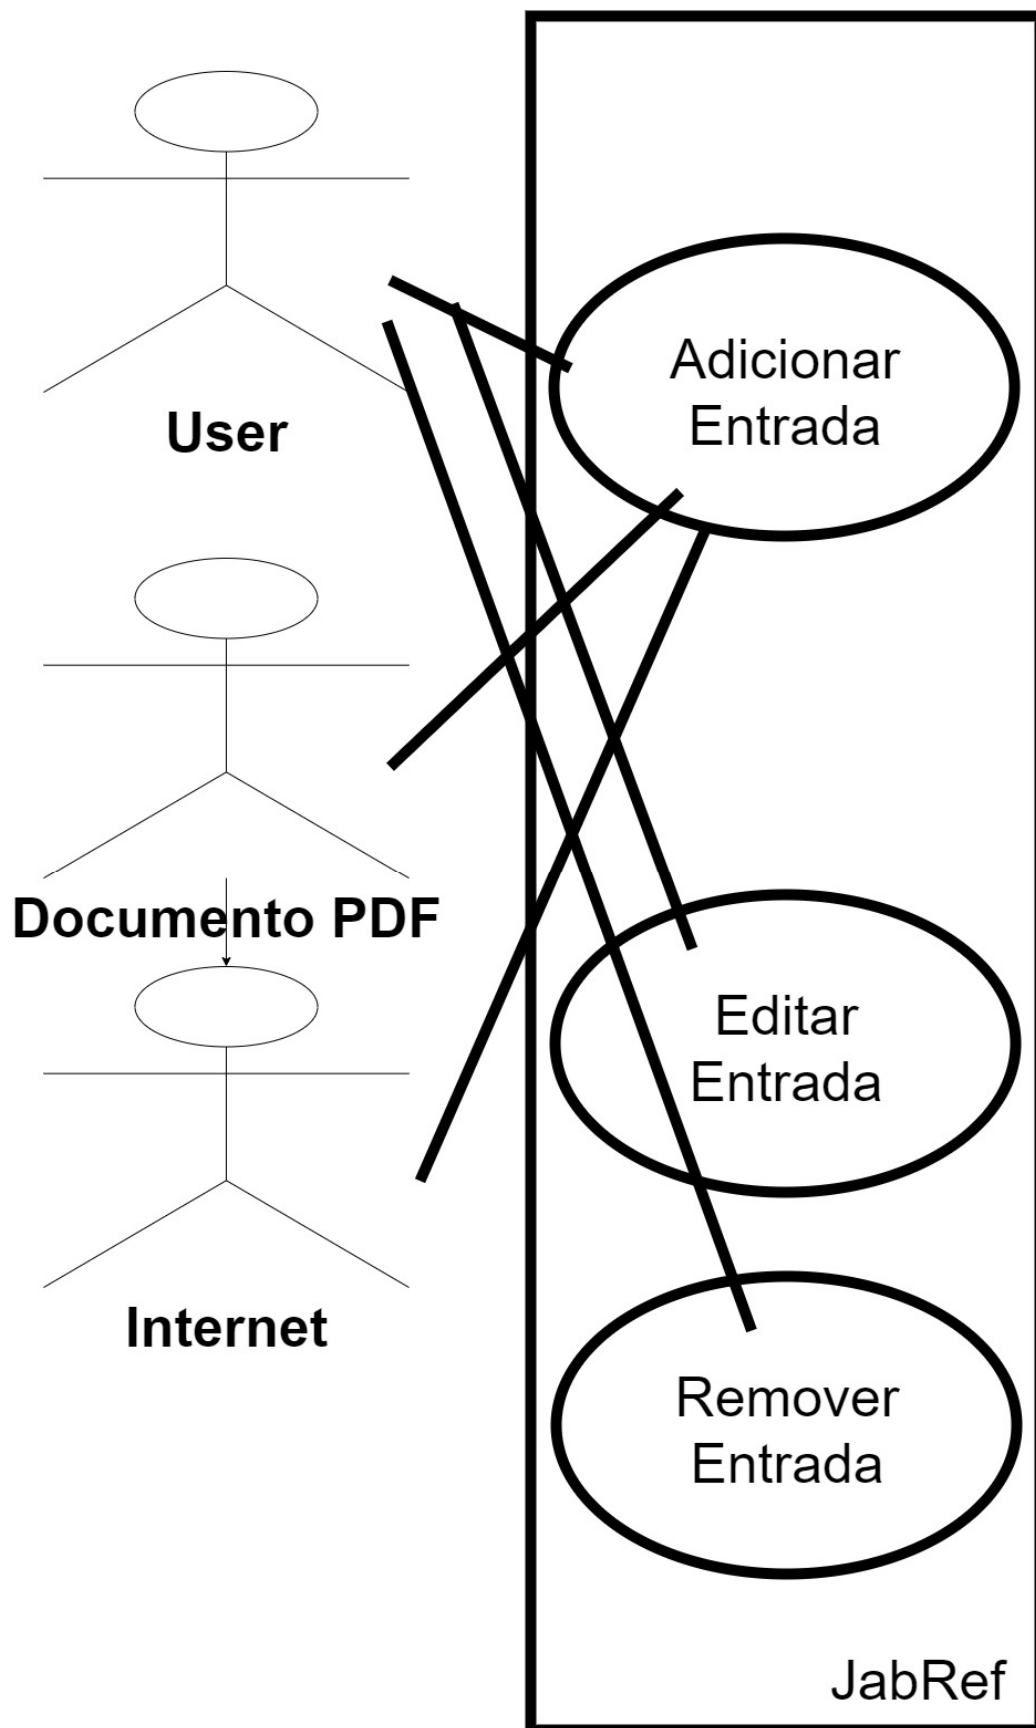 User
Documento PDF
Internet
Adicionar
Entrada
Editar
Entrada
Remover
Entrada
JabRef